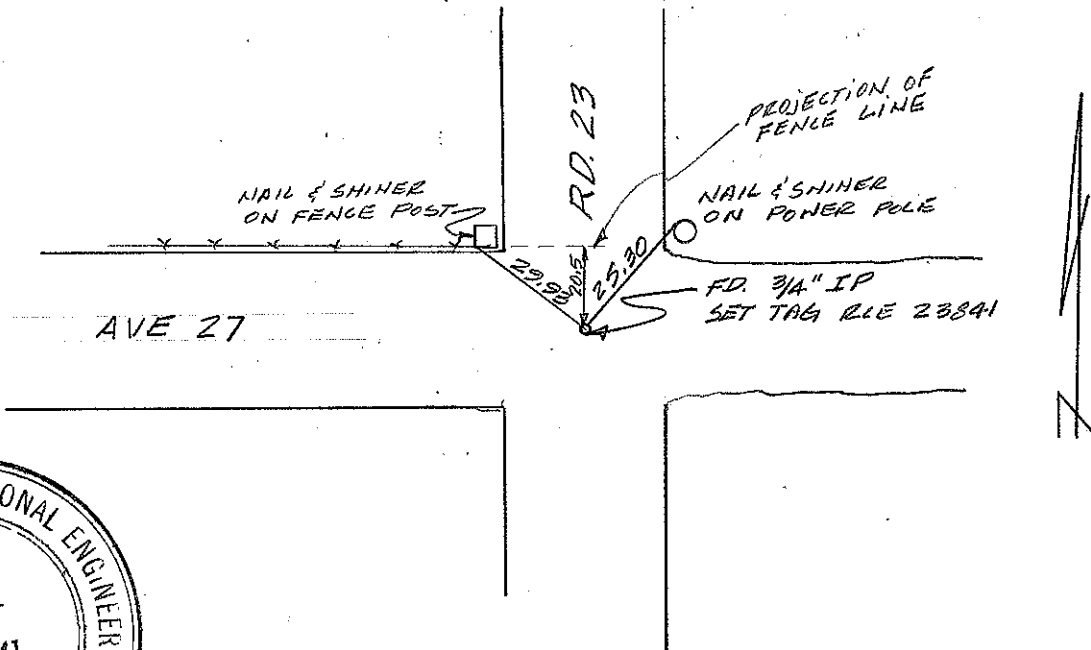 RD. 23
PROJECTION OF
FENCE LINE
NAIL & SHINER
ON FENCE POST
NAIL & SHINER
ON POWER POLE
29.98
20.5
25.30
FD. 3/4" IP
SET TAG RCE 23841
AVE 27
N
ONAL ENGINEER